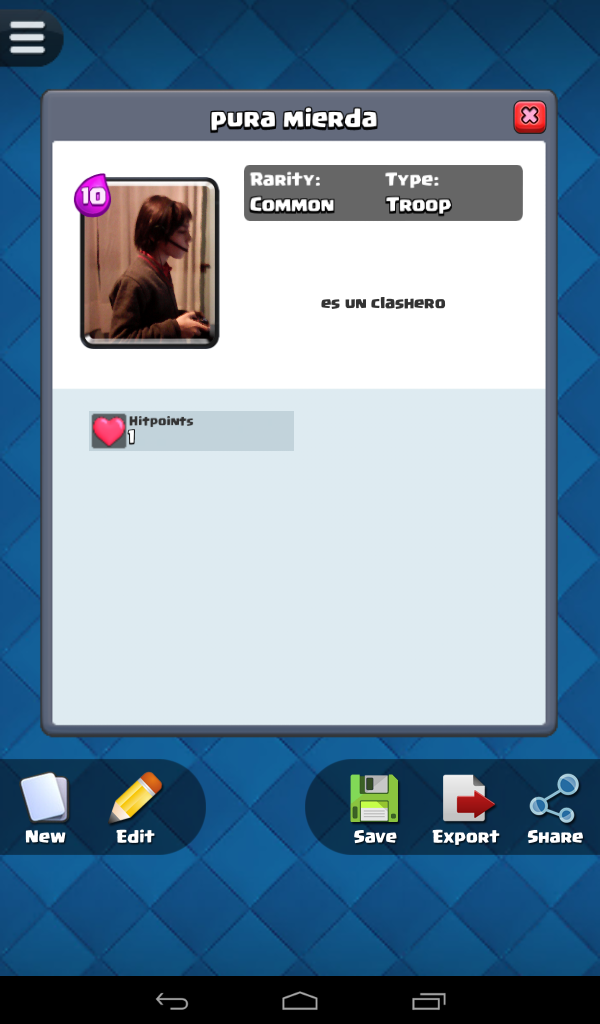 Pura Mierda
10
Rarity:
Type:
Common
Troop
es un clashero
Hitpoints
1
New
Edit
Save
Export
Share